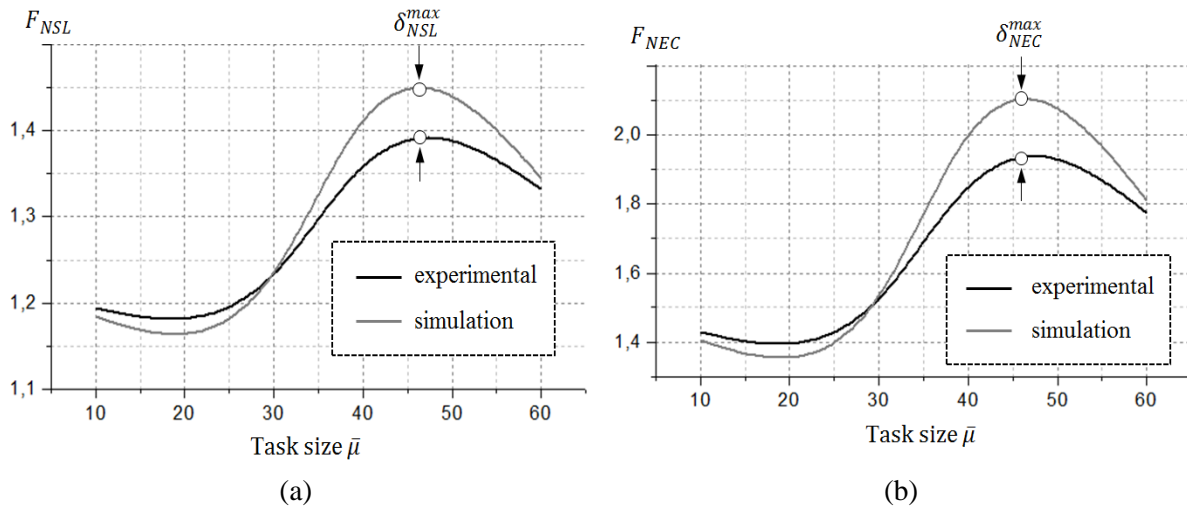 F_NSL
δ_NSL^max
1,4
1,3
1,2
1,1
experimental
simulation
10 20 30 40 50 60
Task size μ̄
(a)
F_NEC
δ_NEC^max
2,0
1,8
1,6
1,4
experimental
simulation
10 20 30 40 50 60
Task size μ̄
(b)